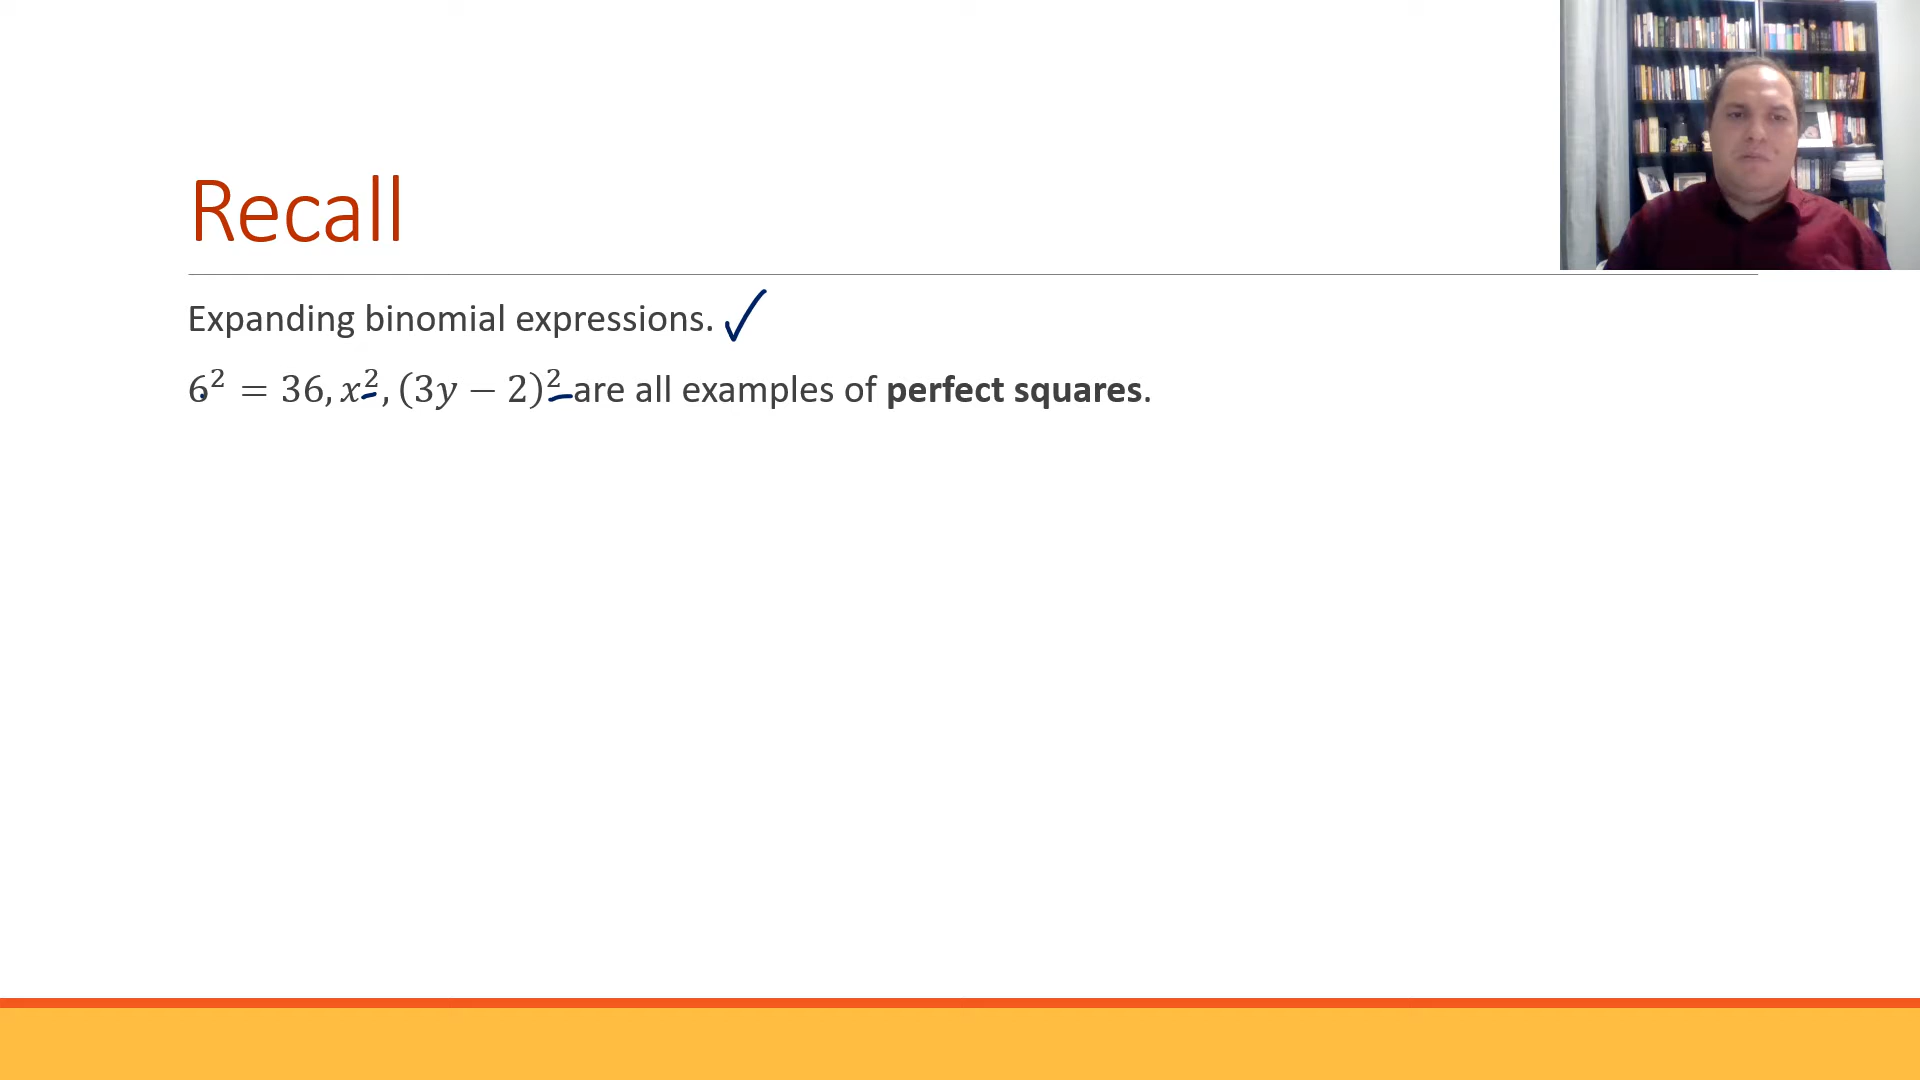 Recall
Expanding binomial expressions. ✓
6² = 36, x², (3y − 2)² are all examples of perfect squares.